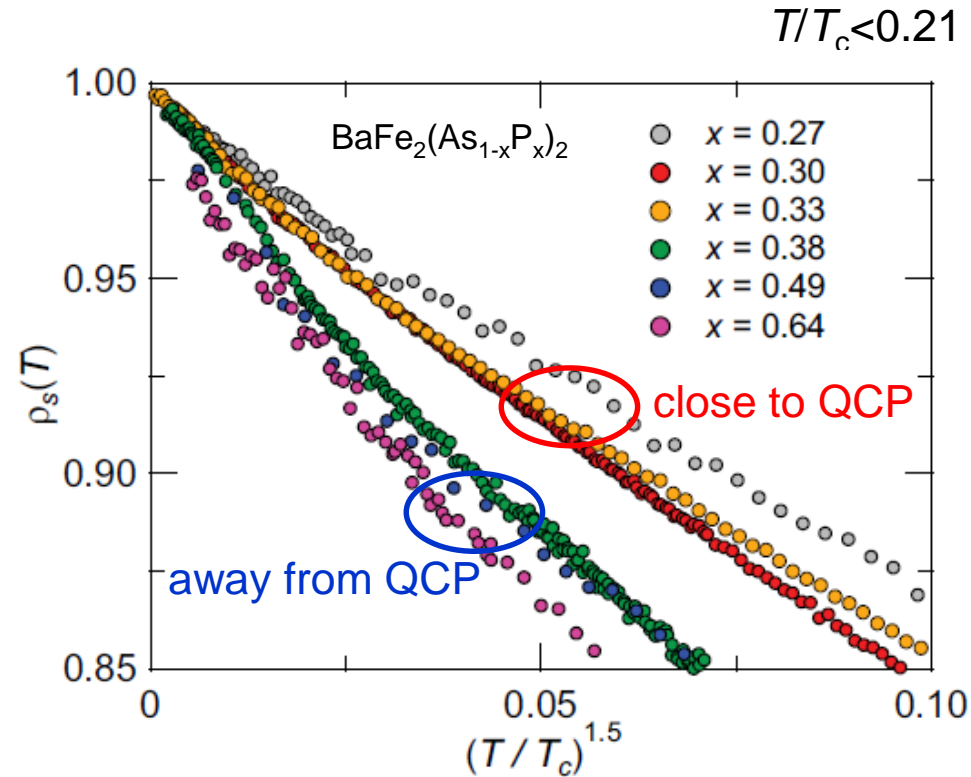 T/Tc<0.21
1.00
0.95
0.90
0.85
ρs(T)
BaFe2(As1-xPx)2
x = 0.27
x = 0.30
x = 0.33
x = 0.38
x = 0.49
x = 0.64
close to QCP
away from QCP
0
0.05
0.10
(T / Tc)1.5